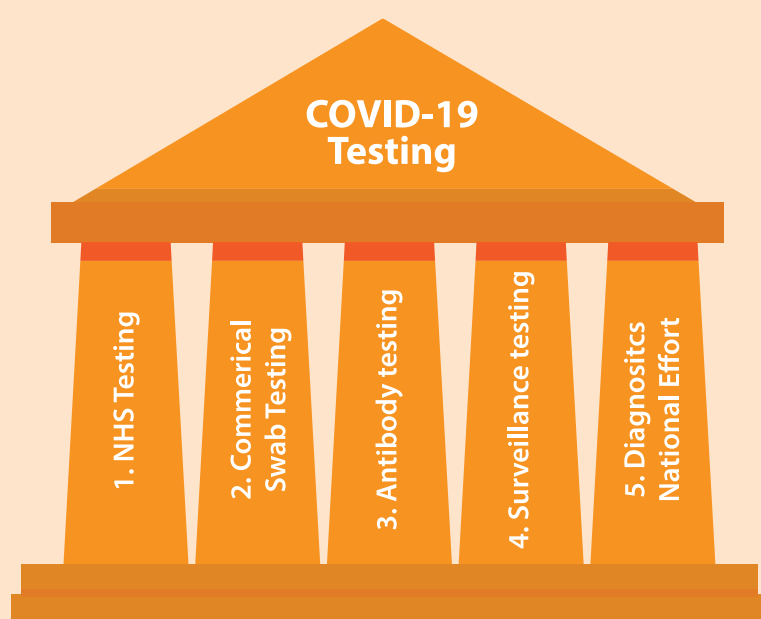 COVID-19
Testing
1. NHS Testing
2. Commerical
Swab Testing
3. Antibody testing
4. Surveillance testing
5. Diagnositcs
National Effort